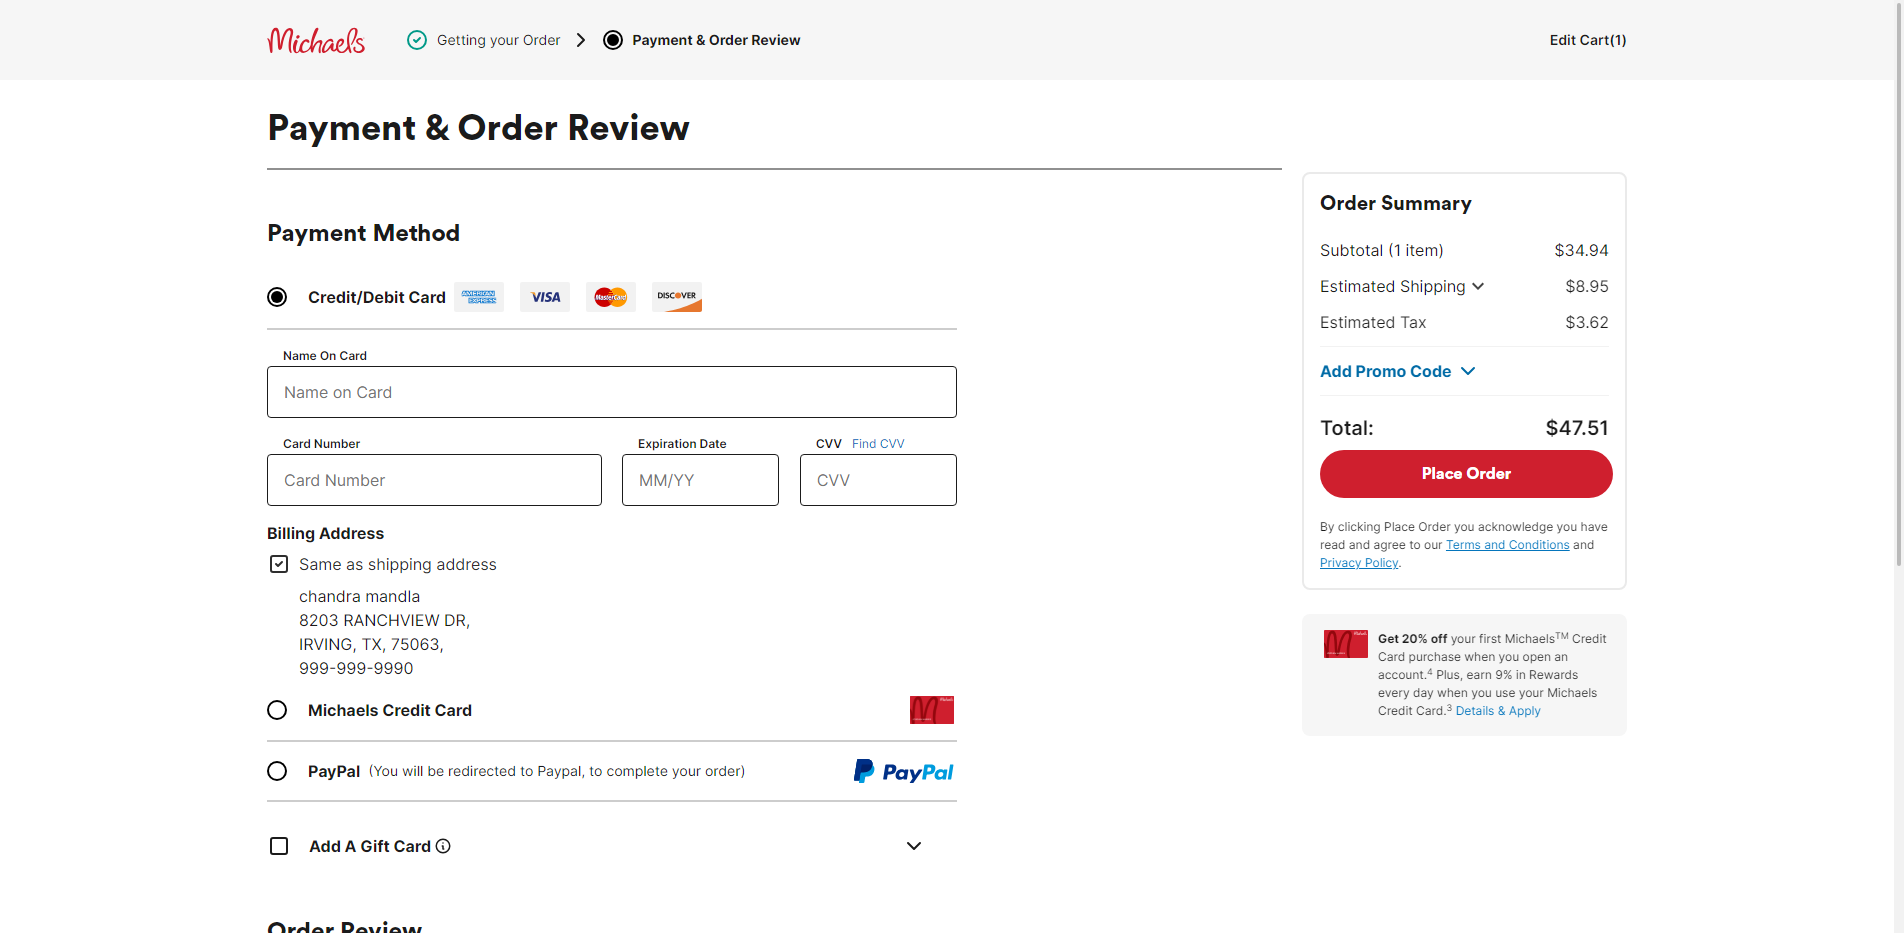 Michaels
Getting your Order
Payment & Order Review
Edit Cart(1)
Payment & Order Review
Payment Method
Credit/Debit Card
AMERICAN EXPRESS
VISA
MasterCard
DISCOVER
Name On Card
Name on Card
Card Number
Expiration Date
CVV Find CVV
Card Number
MM/YY
CVV
Billing Address
Same as shipping address
chandra mandla
8203 RANCHVIEW DR,
IRVING, TX, 75063,
999-999-9990
Michaels Credit Card
PayPal (You will be redirected to Paypal, to complete your order)
PayPal
Add A Gift Card
Order Review
Order Summary
Subtotal (1 item) $34.94
Estimated Shipping $8.95
Estimated Tax $3.62
Add Promo Code
Total: $47.51
Place Order
By clicking Place Order you acknowledge you have
read and agree to our Terms and Conditions and
Privacy Policy.
Get 20% off your first Michaels™ Credit
Card purchase when you open an
account.⁴ Plus, earn 9% in Rewards
every day when you use your Michaels
Credit Card.³ Details & Apply